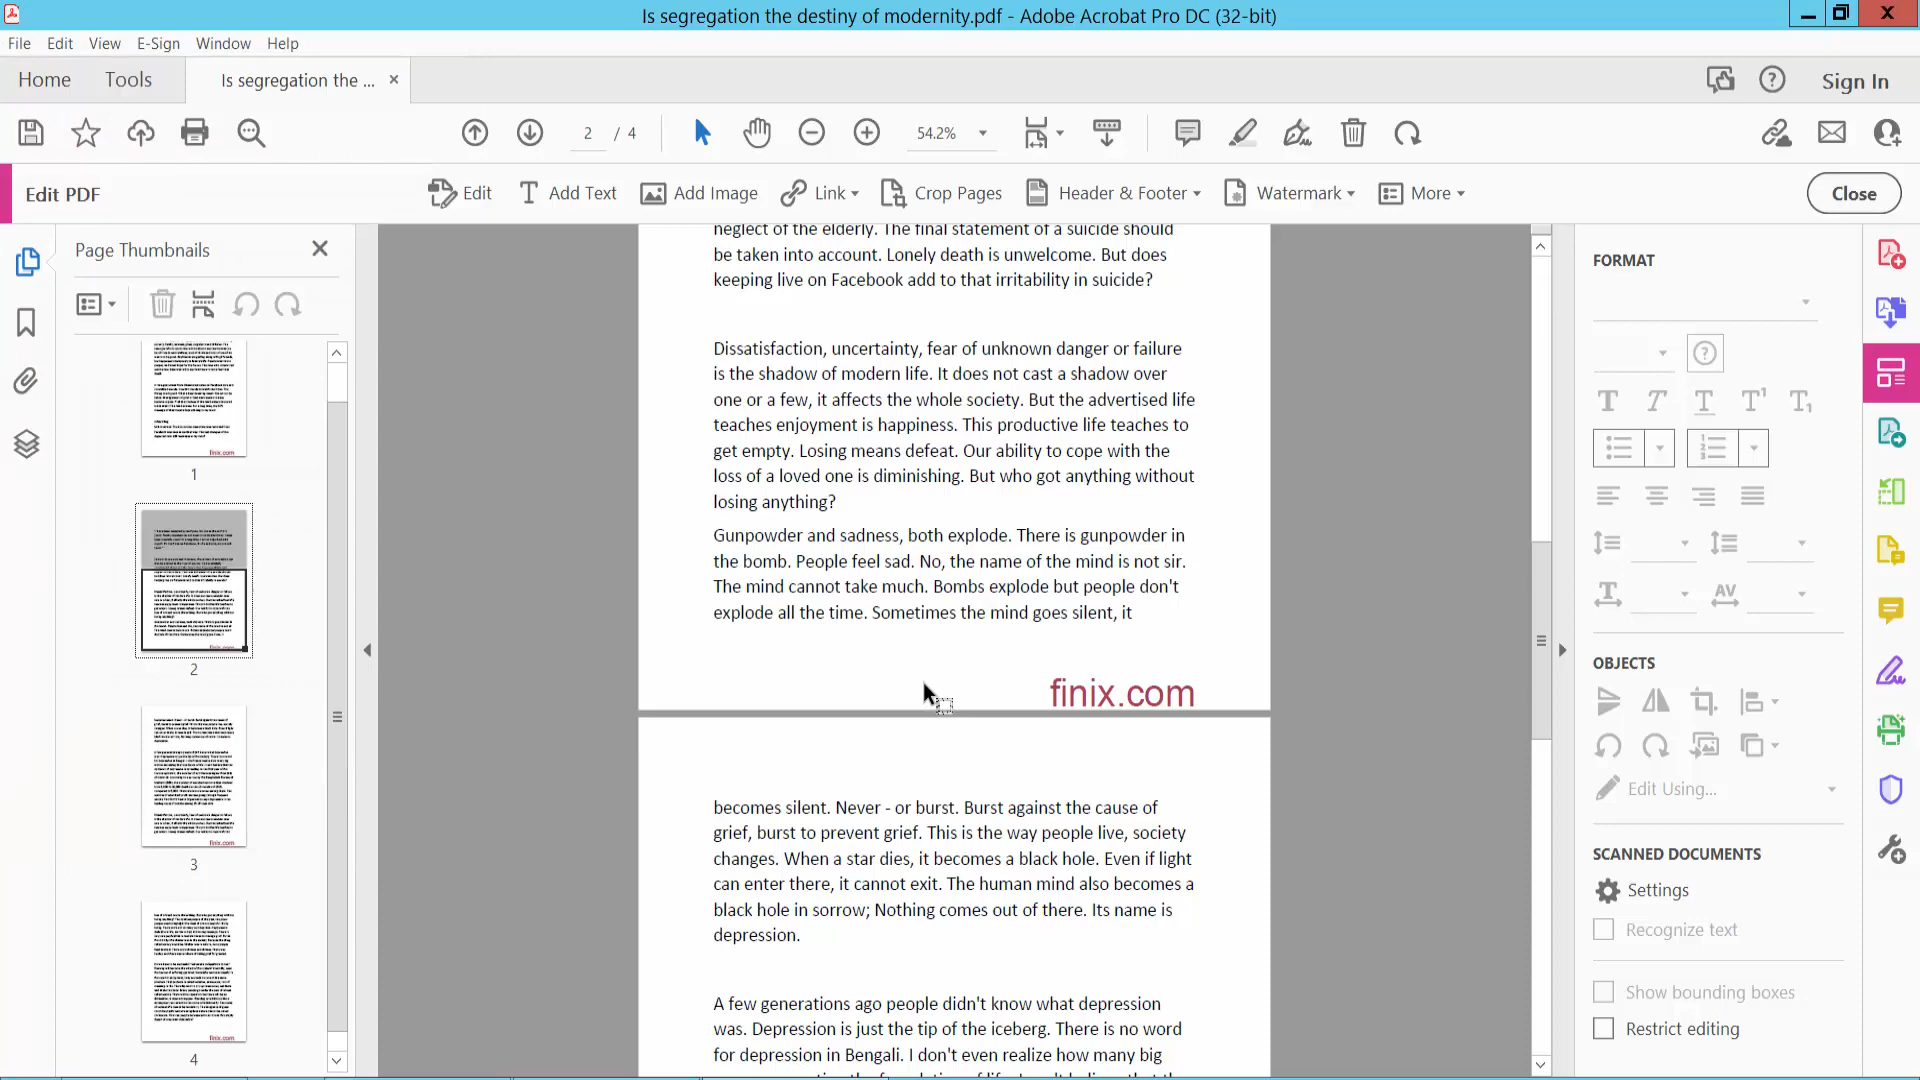 Is segregation the destiny of modernity.pdf - Adobe Acrobat Pro DC (32-bit)
File Edit View E-Sign Window Help
Home Tools Is segregation the ... Sign In
2 / 4 54.2%
Edit PDF Edit Add Text Add Image Link Crop Pages Header & Footer Watermark More Close
Page Thumbnails
finix.com
1
2
finix.com
3
finix.com
4
neglect of the elderly. The final statement of a suicide should
be taken into account. Lonely death is unwelcome. But does
keeping live on Facebook add to that irritability in suicide?
Dissatisfaction, uncertainty, fear of unknown danger or failure
is the shadow of modern life. It does not cast a shadow over
one or a few, it affects the whole society. But the advertised life
teaches enjoyment is happiness. This productive life teaches to
get empty. Losing means defeat. Our ability to cope with the
loss of a loved one is diminishing. But who got anything without
losing anything?
Gunpowder and sadness, both explode. There is gunpowder in
the bomb. People feel sad. No, the name of the mind is not sir.
The mind cannot take much. Bombs explode but people don't
explode all the time. Sometimes the mind goes silent, it
finix.com
becomes silent. Never - or burst. Burst against the cause of
grief, burst to prevent grief. This is the way people live, society
changes. When a star dies, it becomes a black hole. Even if light
can enter there, it cannot exit. The human mind also becomes a
black hole in sorrow; Nothing comes out of there. Its name is
depression.
A few generations ago people didn't know what depression
was. Depression is just the tip of the iceberg. There is no word
for depression in Bengali. I don't even realize how many big
FORMAT
OBJECTS
Edit Using...
SCANNED DOCUMENTS
Settings
Recognize text
Show bounding boxes
Restrict editing